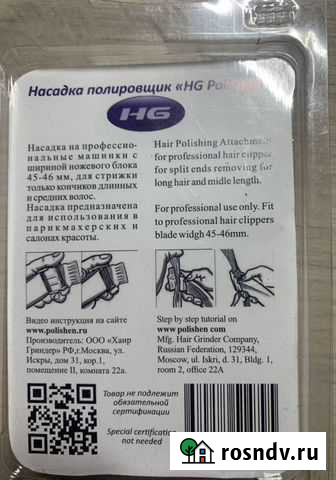 Насадка полировщик «HG
HG
Насадка на профессио-
нальные машинки с
шириной ножевого блока
45-46 мм, для стрижки
только кончиков длинных
и средних волос.
Насадка предназначена
для использования в
парикмахерских и
салонах красоты.
Hair Polishing Attachment
for professional hair clipper
for split ends removing for
long hair and midle length.
For professional use only. Fit
to professional hair clippers
blade widgh 45-46mm.
Видео инструкция на сайте
www.polishen.ru
Производитель: ООО «Хаир
Гриндер» РФ,г.Москва, ул.
Искры, дом 31, кор.1,
помещение II, комната 22а.
Step by step tutorial on
www.polishen com
Mfg. Hair Grinder Company,
Russian Federation, 129344,
Moscow, ul. Iskri, d. 31, Bldg. 1,
room 2, office 22A
Товар не подлежит
обязательной
сертификации
Special certification
not needed
rosndv.ru